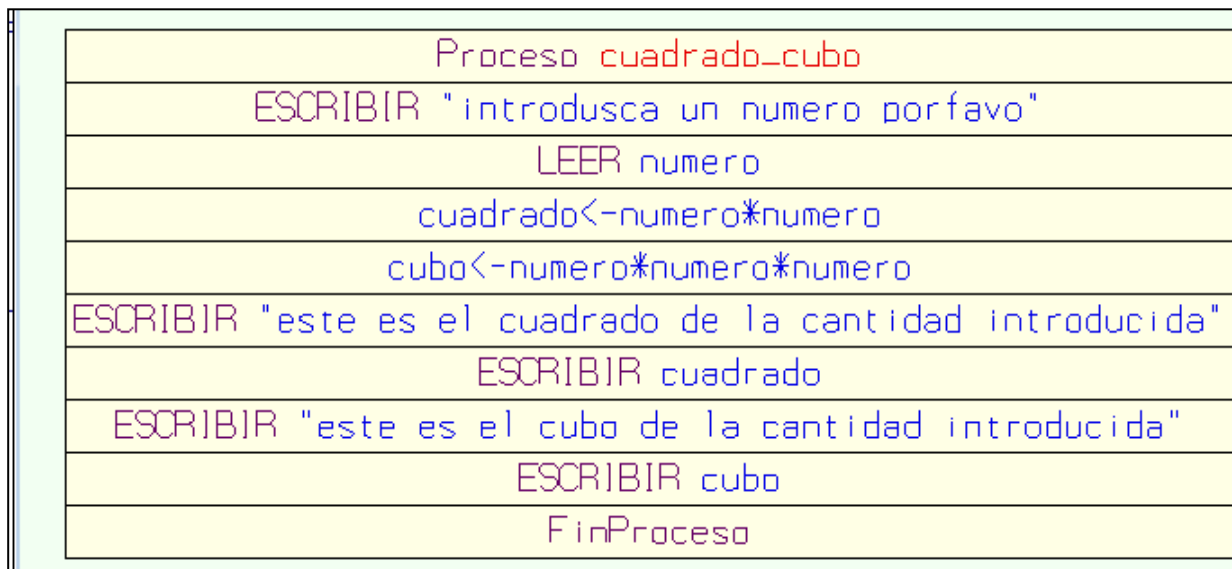 Proceso cuadrado_cubo
ESCRIBIR "introdusca un numero porfavo"
LEER numero
cuadrado<-numero*numero
cubo<-numero*numero*numero
ESCRIBIR "este es el cuadrado de la cantidad introducida"
ESCRIBIR cuadrado
ESCRIBIR "este es el cubo de la cantidad introducida"
ESCRIBIR cubo
FinProceso